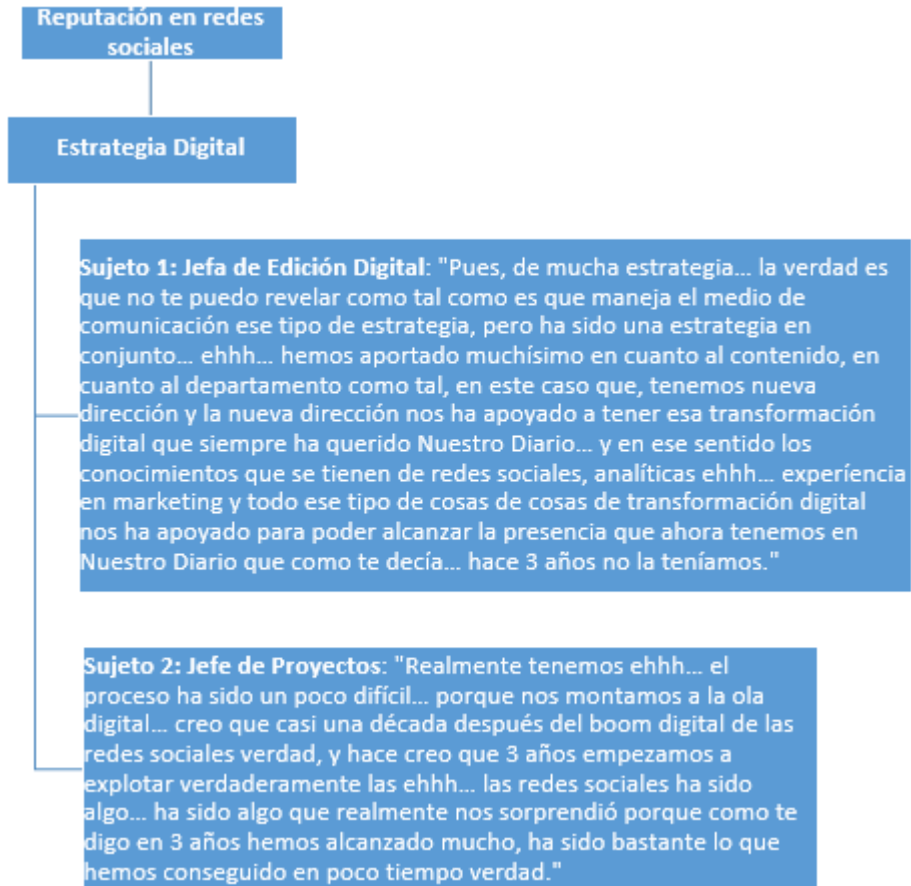 Reputación en redes
sociales
Estrategia Digital
Sujeto 1: Jefa de Edición Digital: "Pues, de mucha estrategia... la verdad es
que no te puedo revelar como tal como es que maneja el medio de
comunicación ese tipo de estrategia, pero ha sido una estrategia en
conjunto... ehhh... hemos aportado muchísimo en cuanto al contenido, en
cuanto al departamento como tal, en este caso que, tenemos nueva
dirección y la nueva dirección nos ha apoyado a tener esa transformación
digital que siempre ha querido Nuestro Diario... y en ese sentido los
conocimientos que se tienen de redes sociales, analíticas ehhh... experíencia
en marketing y todo ese tipo de cosas de cosas de transformación digital
nos ha apoyado para poder alcanzar la presencia que ahora tenemos en
Nuestro Diario que como te decía... hace 3 años no la teníamos."
Sujeto 2: Jefe de Proyectos: "Realmente tenemos ehhh... el
proceso ha sido un poco difícil... porque nos montamos a la ola
digital... creo que casi una década después del boom digital de las
redes sociales verdad, y hace creo que 3 años empezamos a
explotar verdaderamente las ehhh... las redes sociales ha sido
algo... ha sido algo que realmente nos sorprendió porque como te
digo en 3 años hemos alcanzado mucho, ha sido bastante lo que
hemos conseguido en poco tiempo verdad."